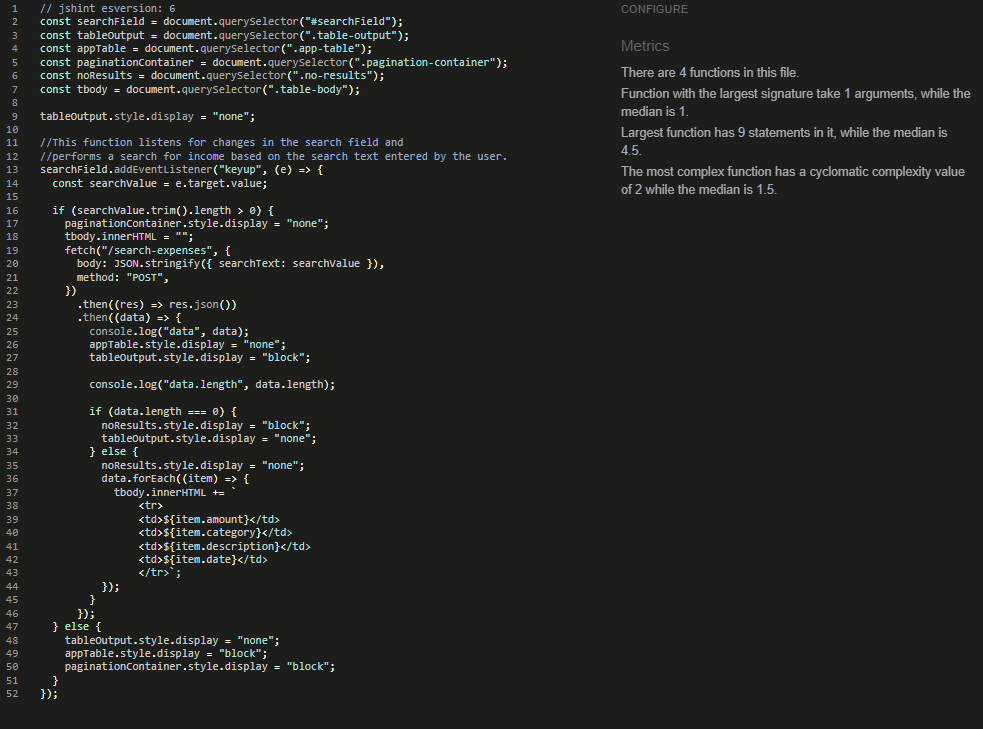 1 // jshint esversion: 6
2 const searchField = document.querySelector("#searchField");
3 const tableOutput = document.querySelector(".table-output");
4 const appTable = document.querySelector(".app-table");
5 const paginationContainer = document.querySelector(".pagination-container");
6 const noResults = document.querySelector(".no-results");
7 const tbody = document.querySelector(".table-body");
8
9 tableOutput.style.display = "none";
10
11 //This function listens for changes in the search field and
12 //performs a search for income based on the search text entered by the user.
13 searchField.addEventListener("keyup", (e) => {
14   const searchValue = e.target.value;
15
16   if (searchValue.trim().length > 0) {
17     paginationContainer.style.display = "none";
18     tbody.innerHTML = "";
19     fetch("/search-expenses", {
20       body: JSON.stringify({ searchText: searchValue }),
21       method: "POST",
22     })
23       .then((res) => res.json())
24       .then((data) => {
25         console.log("data", data);
26         appTable.style.display = "none";
27         tableOutput.style.display = "block";
28
29         console.log("data.length", data.length);
30
31         if (data.length === 0) {
32           noResults.style.display = "block";
33           tableOutput.style.display = "none";
34         } else {
35           noResults.style.display = "none";
36           data.forEach((item) => {
37             tbody.innerHTML += `
38                 <tr>
39                 <td>${item.amount}</td>
40                 <td>${item.category}</td>
41                 <td>${item.description}</td>
42                 <td>${item.date}</td>
43                 </tr>`;
44           });
45         }
46       });
47   } else {
48     tableOutput.style.display = "none";
49     appTable.style.display = "block";
50     paginationContainer.style.display = "block";
51   }
52 });
CONFIGURE
Metrics
There are 4 functions in this file.
Function with the largest signature take 1 arguments, while the
median is 1.
Largest function has 9 statements in it, while the median is
4.5.
The most complex function has a cyclomatic complexity value
of 2 while the median is 1.5.